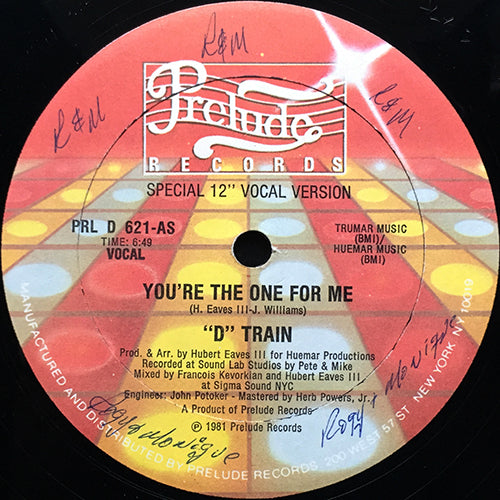 R&M
R&M
R&M
Prelude
RECORDS
SPECIAL 12" VOCAL VERSION
PRL D 621-AS
TIME: 6:49
VOCAL
TRUMAR MUSIC
(BMI)/
HUEMAR MUSIC
(BMI)
YOU'RE THE ONE FOR ME
(H. Eaves III-J. Williams)
"D" TRAIN
Prod. & Arr. by Hubert Eaves III for Huemar Productions
Recorded at Sound Lab Studios by Pete & Mike
Mixed by Francois Kevorkian and Hubert Eaves III
at Sigma Sound NYC
Engineer: John Potoker - Mastered by Herb Powers, Jr.
A Product of Prelude Records
℗ 1981 Prelude Records
Monique
Monique
MANUFACTURED AND DISTRIBUTED BY PRELUDE RECORDS, 200 WEST 57 ST NEW YORK, NY 10019